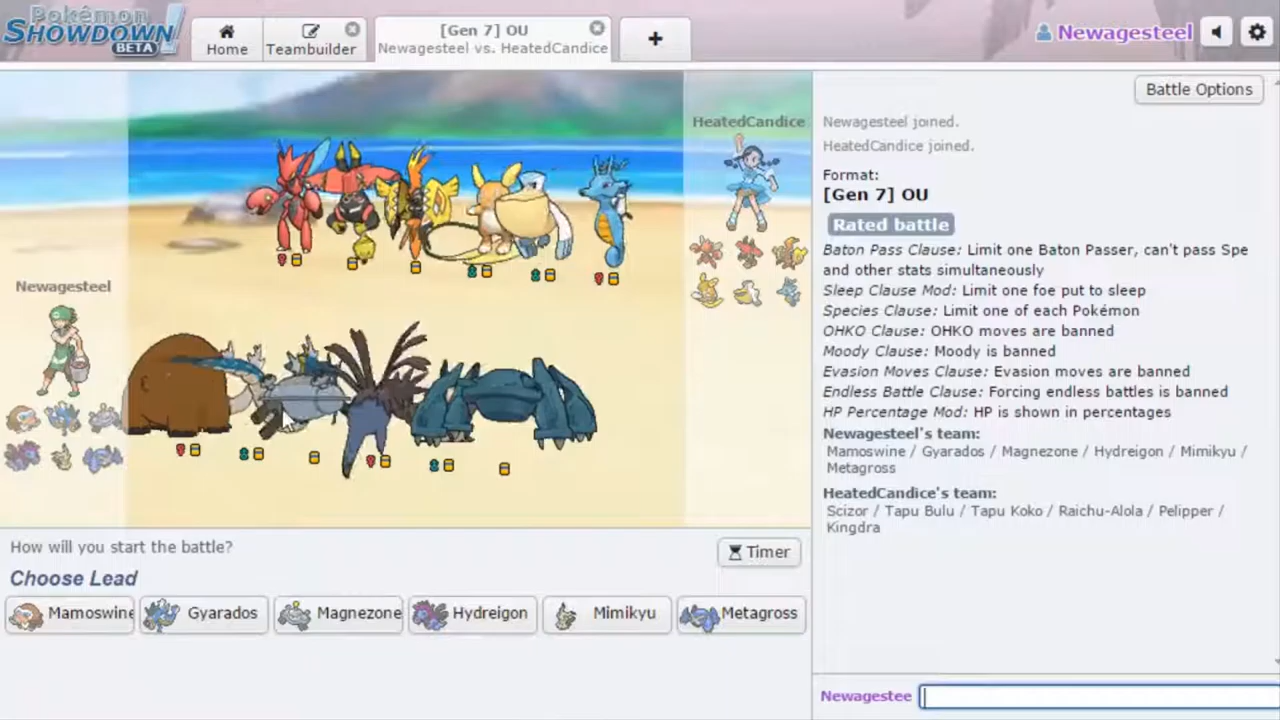 Pokémon
SHOWDOWN!
BETA
Home
Teambuilder
[Gen 7] OU
Newagesteel vs. HeatedCandice
+
Newagesteel
Battle Options
HeatedCandice
Newagesteel
Newagesteel joined.
HeatedCandice joined.
Format:
[Gen 7] OU
Rated battle
Baton Pass Clause: Limit one Baton Passer, can't pass Spe
and other stats simultaneously
Sleep Clause Mod: Limit one foe put to sleep
Species Clause: Limit one of each Pokémon
OHKO Clause: OHKO moves are banned
Moody Clause: Moody is banned
Evasion Moves Clause: Evasion moves are banned
Endless Battle Clause: Forcing endless battles is banned
HP Percentage Mod: HP is shown in percentages
Newagesteel's team:
Mamoswine / Gyarados / Magnezone / Hydreigon / Mimikyu /
Metagross
HeatedCandice's team:
Scizor / Tapu Bulu / Tapu Koko / Raichu-Alola / Pelipper /
Kingdra
How will you start the battle?
Timer
Choose Lead
Mamoswine
Gyarados
Magnezone
Hydreigon
Mimikyu
Metagross
Newagestee